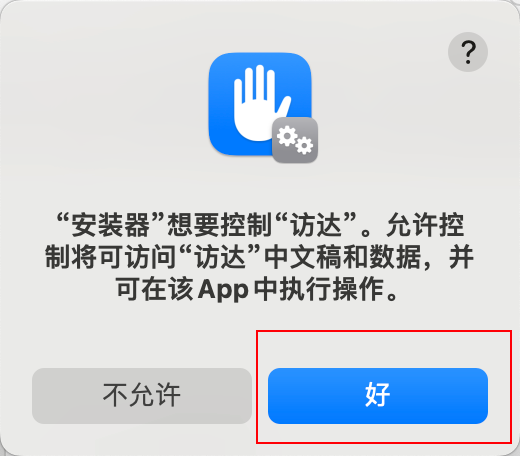 ?
“安装器”想要控制“访达”。允许控
制将可访问“访达”中文稿和数据，并
可在该App中执行操作。
不允许
好